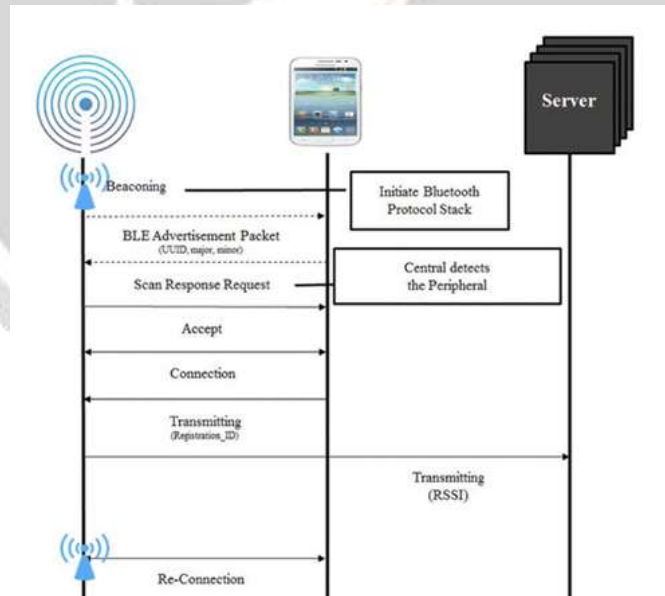 Server
Beaconing
Initiate Bluetooth
Protocol Stack
BLE Advertisement Packet
(UUID, major, minor)
Central detects
the Peripheral
Scan Response Request
Accept
Connection
Transmitting
(Registration_ID)
Transmitting
(RSSI)
Re-Connection